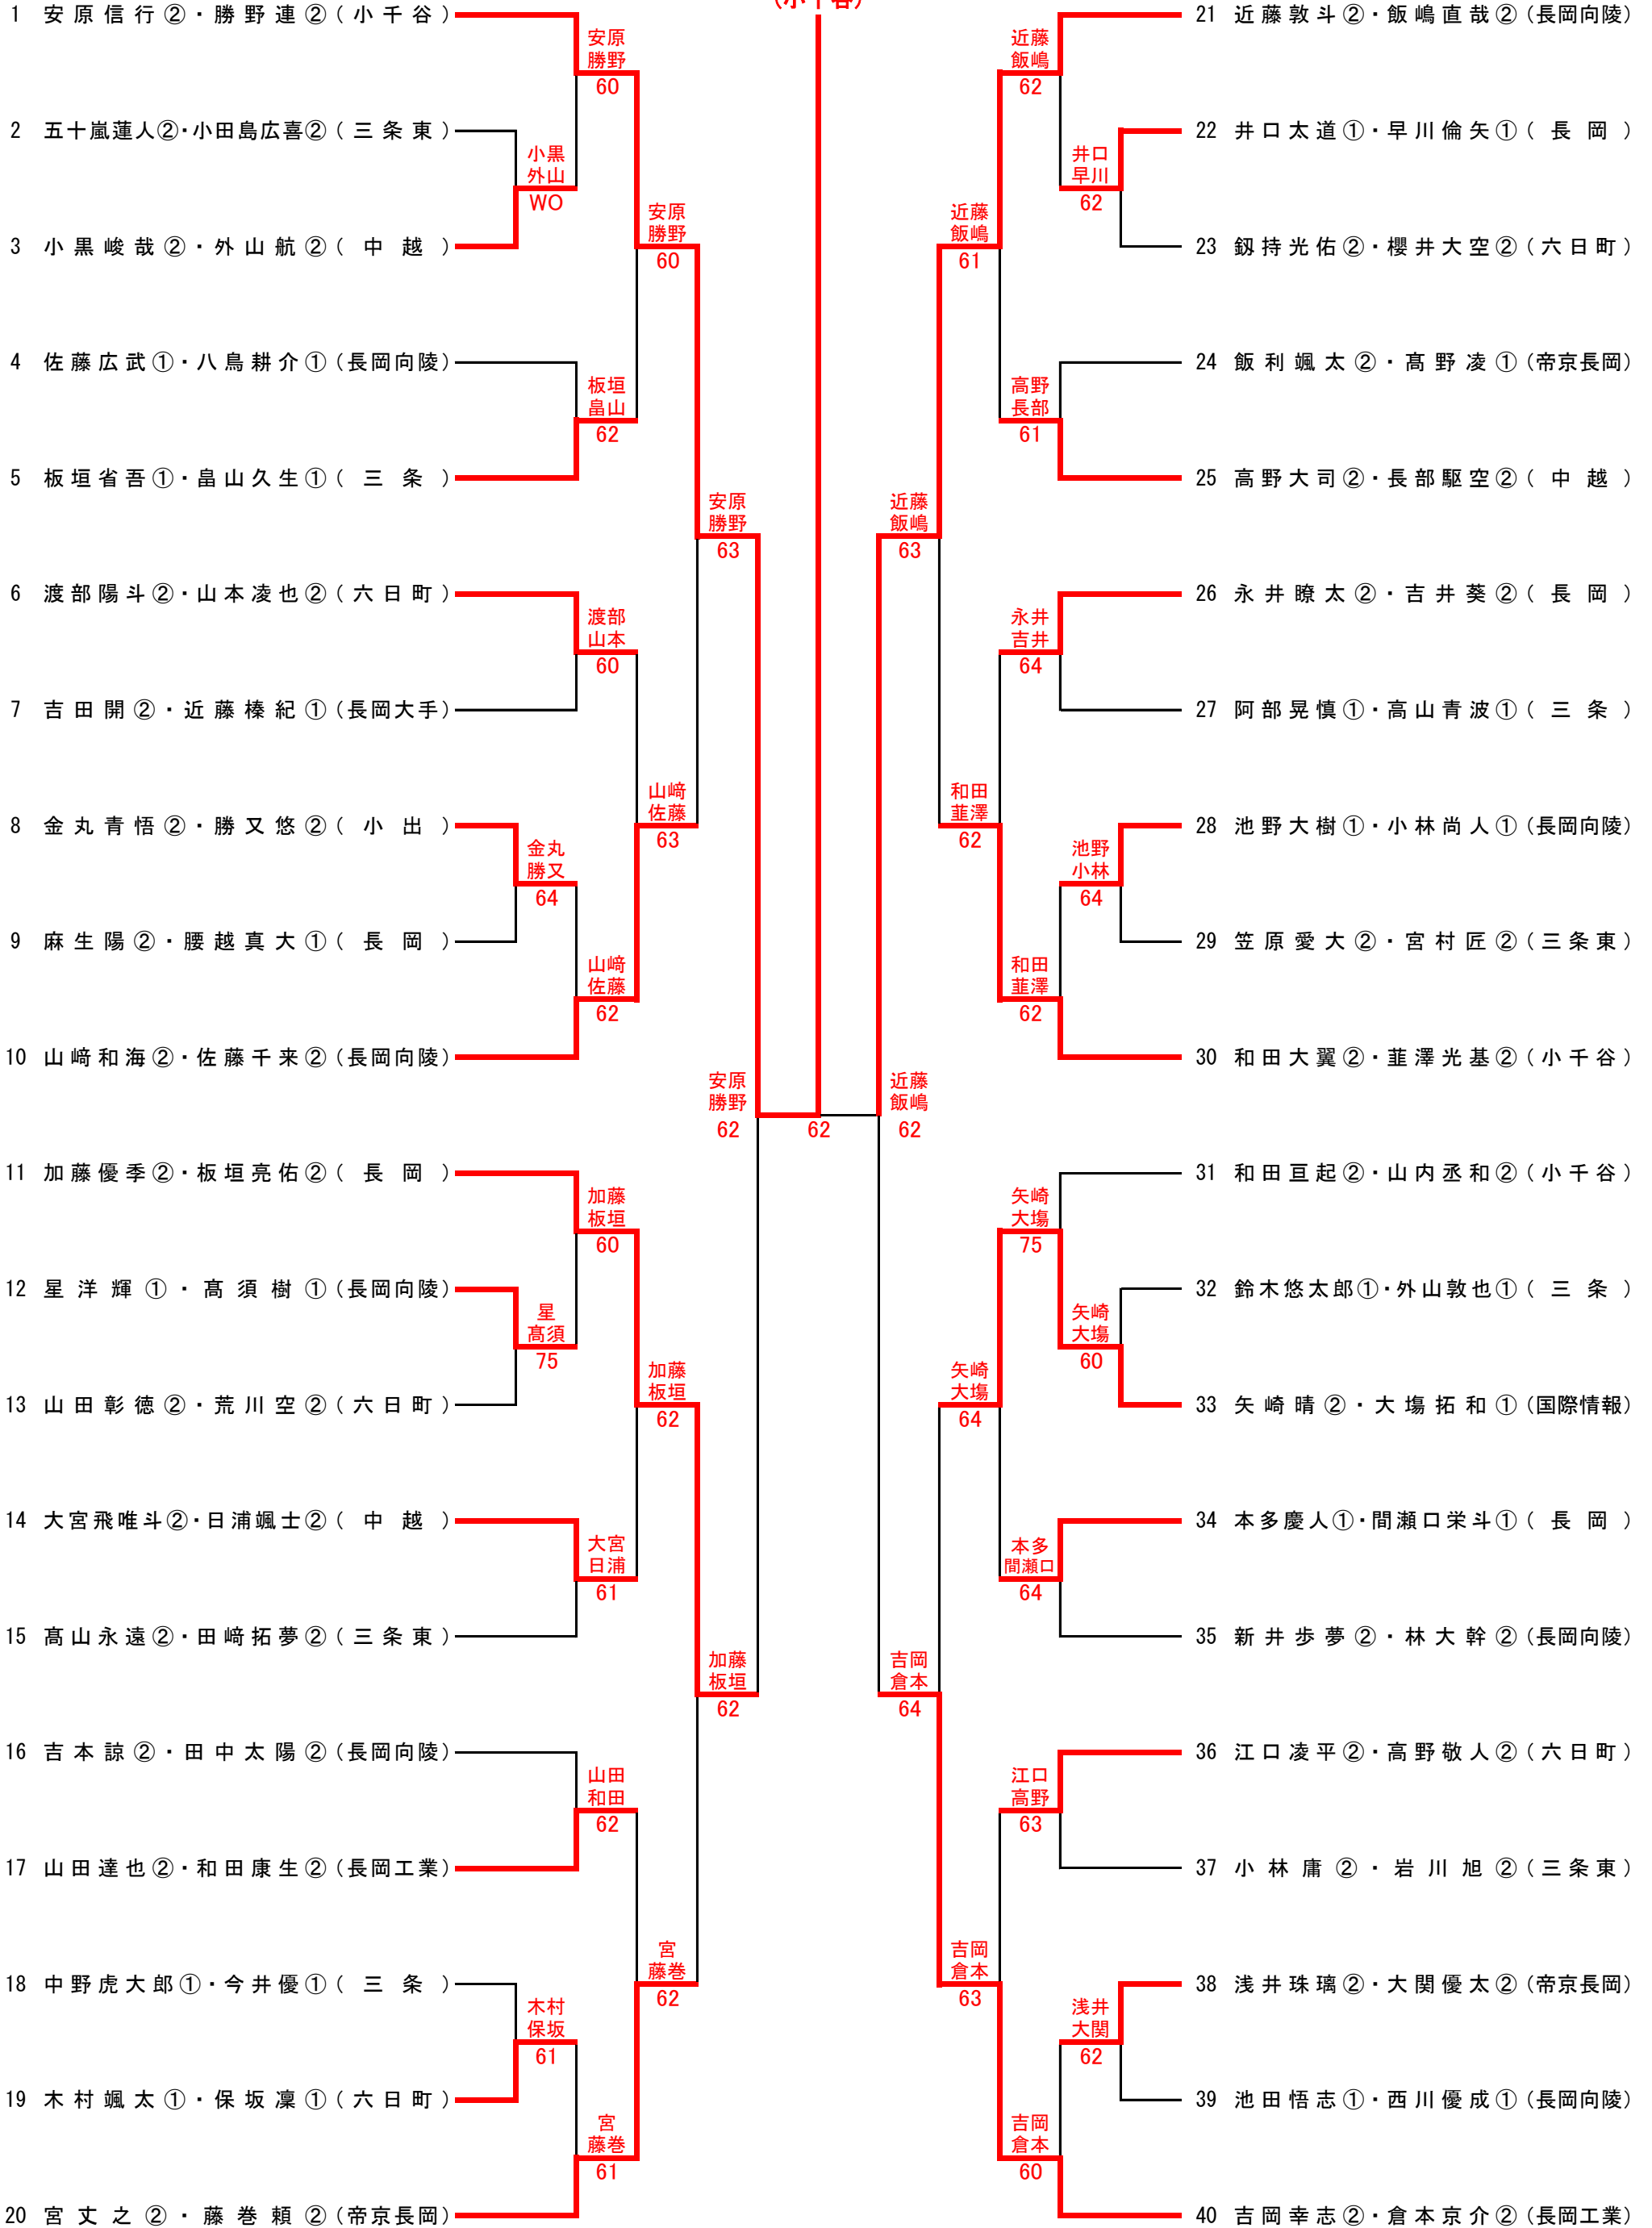 (小千谷)
1 安原信行②・勝野連②(小千谷)
2 五十嵐蓮人②・小田島広喜②(三条東)
3 小黒峻哉②・外山航②(中越)
4 佐藤広武①・八鳥耕介①(長岡向陵)
5 板垣省吾①・畠山久生①(三条)
6 渡部陽斗②・山本凌也②(六日町)
7 吉田開②・近藤榛紀①(長岡大手)
8 金丸青悟②・勝又悠②(小出)
9 麻生陽②・腰越真大①(長岡)
10 山﨑和海②・佐藤千来②(長岡向陵)
11 加藤優季②・板垣亮佑②(長岡)
12 星洋輝①・髙須樹①(長岡向陵)
13 山田彰徳②・荒川空②(六日町)
14 大宮飛唯斗②・日浦颯士②(中越)
15 髙山永遠②・田﨑拓夢②(三条東)
16 吉本諒②・田中太陽②(長岡向陵)
17 山田達也②・和田康生②(長岡工業)
18 中野虎大郎①・今井優①(三条)
19 木村颯太①・保坂凜①(六日町)
20 宮丈之②・藤巻頼②(帝京長岡)
小黒
外山
WO
金丸
勝又
64
星
髙須
75
木村
保坂
61
安原
勝野
60
板垣
畠山
62
渡部
山本
60
山﨑
佐藤
62
加藤
板垣
60
大宮
日浦
61
山田
和田
62
宮
藤巻
61
安原
勝野
60
山﨑
佐藤
63
加藤
板垣
62
宮
藤巻
62
安原
勝野
63
加藤
板垣
62
安原
勝野
62
62
近藤
飯嶋
62
近藤
飯嶋
63
吉岡
倉本
64
近藤
飯嶋
61
和田
韮澤
62
矢崎
大塲
64
吉岡
倉本
63
近藤
飯嶋
62
高野
長部
61
永井
吉井
64
和田
韮澤
62
矢崎
大塲
75
本多
間瀬口
64
江口
高野
63
吉岡
倉本
60
井口
早川
62
池野
小林
64
矢崎
大塲
60
浅井
大関
62
21 近藤敦斗②・飯嶋直哉②(長岡向陵)
22 井口太道①・早川倫矢①(長岡)
23 釼持光佑②・櫻井大空②(六日町)
24 飯利颯太②・髙野凌①(帝京長岡)
25 高野大司②・長部駆空②(中越)
26 永井瞭太②・吉井葵②(長岡)
27 阿部晃慎①・高山青波①(三条)
28 池野大樹①・小林尚人①(長岡向陵)
29 笠原愛大②・宮村匠②(三条東)
30 和田大翼②・韮澤光基②(小千谷)
31 和田亘起②・山内丞和②(小千谷)
32 鈴木悠太郎①・外山敦也①(三条)
33 矢崎晴②・大塲拓和①(国際情報)
34 本多慶人①・間瀬口栄斗①(長岡)
35 新井歩夢②・林大幹②(長岡向陵)
36 江口凌平②・高野敬人②(六日町)
37 小林庸②・岩川旭②(三条東)
38 浅井珠璃②・大関優太②(帝京長岡)
39 池田悟志①・西川優成①(長岡向陵)
40 吉岡幸志②・倉本京介②(長岡工業)